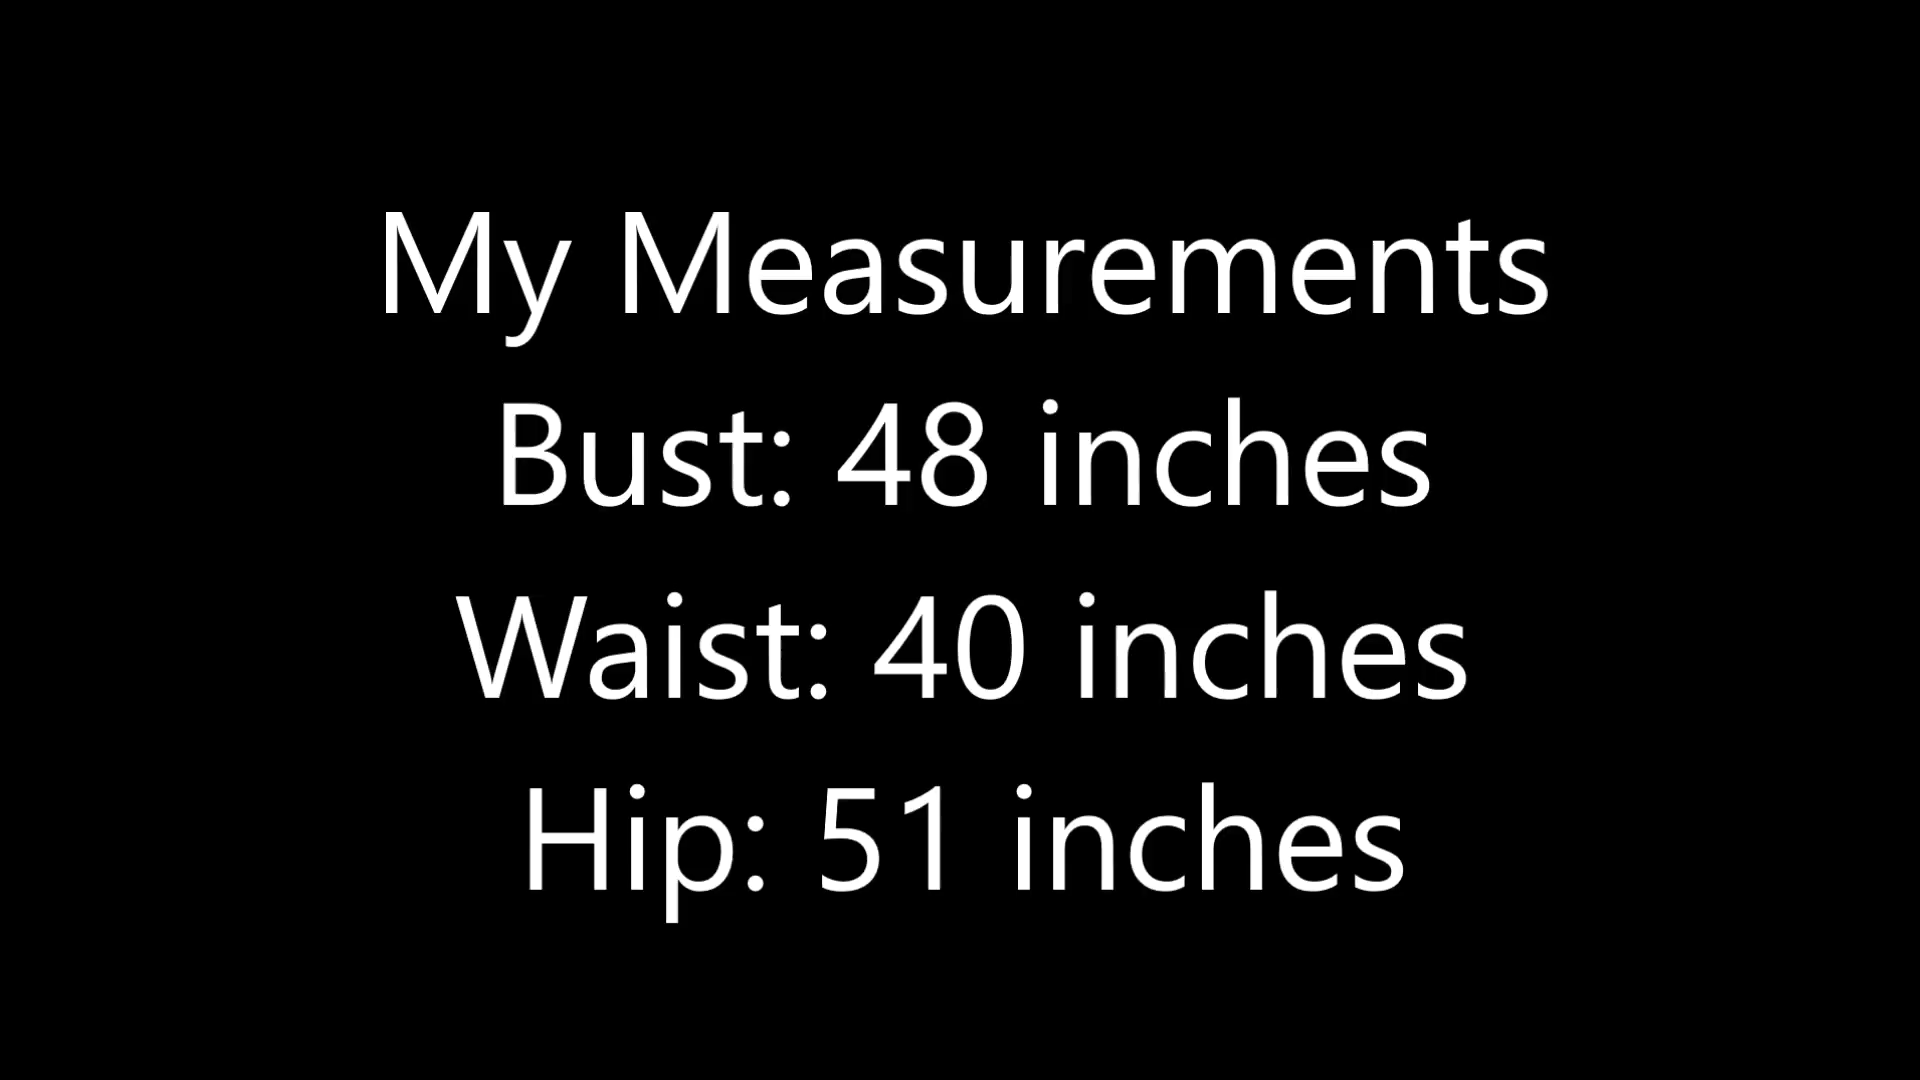 My Measurements
Bust: 48 inches
Waist: 40 inches
Hip: 51 inches